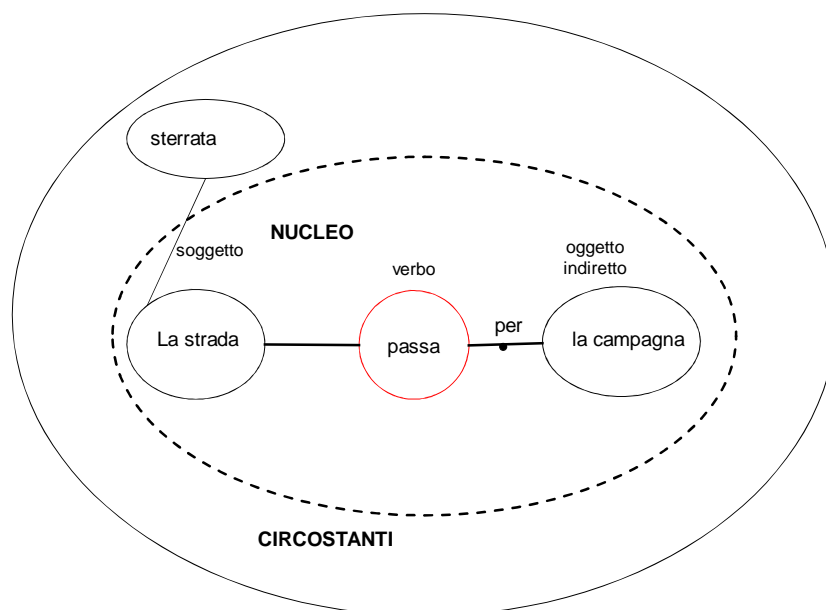 sterrata
NUCLEO
soggetto
oggetto
indiretto
verbo
per
La strada
passa
la campagna
CIRCOSTANTI